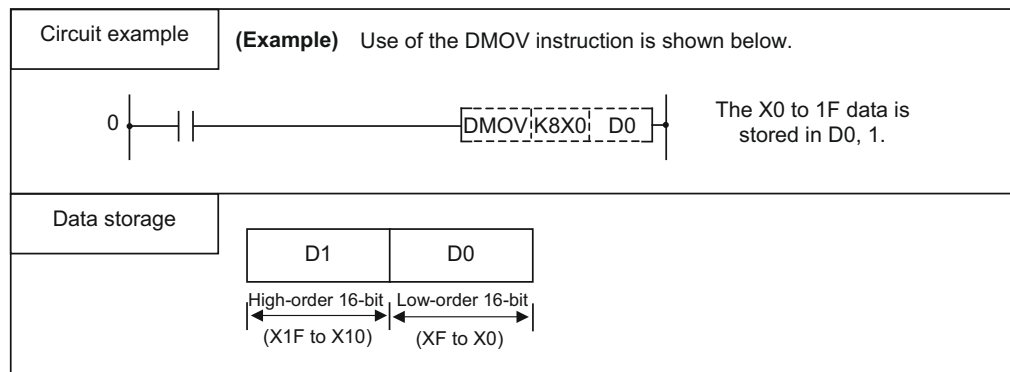 Circuit example
(Example) Use of the DMOV instruction is shown below.
0
DMOV K8X0 D0
The X0 to 1F data is
stored in D0, 1.
Data storage
D1 D0
High-order 16-bit Low-order 16-bit
(X1F to X10) (XF to X0)